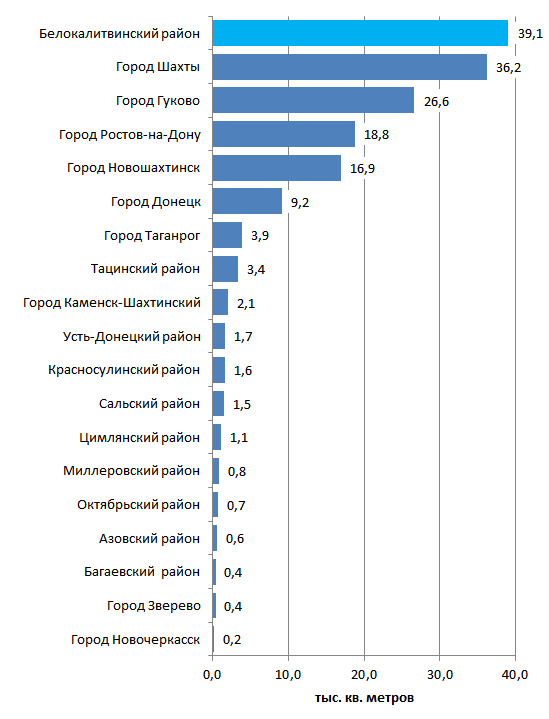 Белокалитвинский район 39,1
Город Шахты 36,2
Город Гуково 26,6
Город Ростов-на-Дону 18,8
Город Новошахтинск 16,9
Город Донецк 9,2
Город Таганрог 3,9
Тацинский район 3,4
Город Каменск-Шахтинский 2,1
Усть-Донецкий район 1,7
Красносулинский район 1,6
Сальский район 1,5
Цимлянский район 1,1
Миллеровский район 0,8
Октябрьский район 0,7
Азовский район 0,6
Багаевский район 0,4
Город Зверево 0,4
Город Новочеркасск 0,2
0,0 10,0 20,0 30,0 40,0
тыс. кв. метров